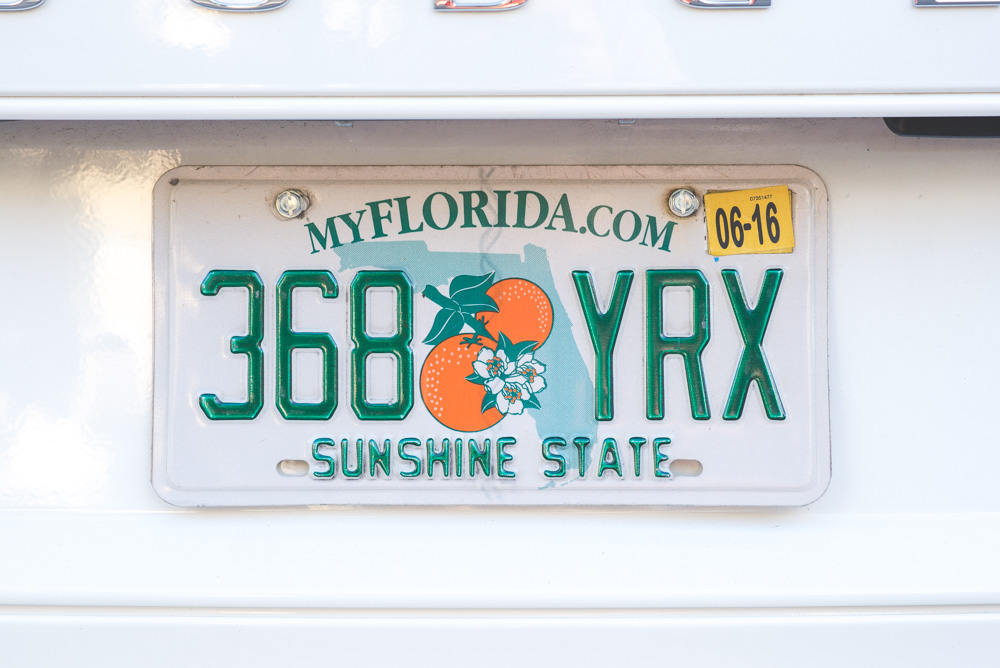 MYFLORIDA.COM
06-16
368 YRX
SUNSHINE STATE